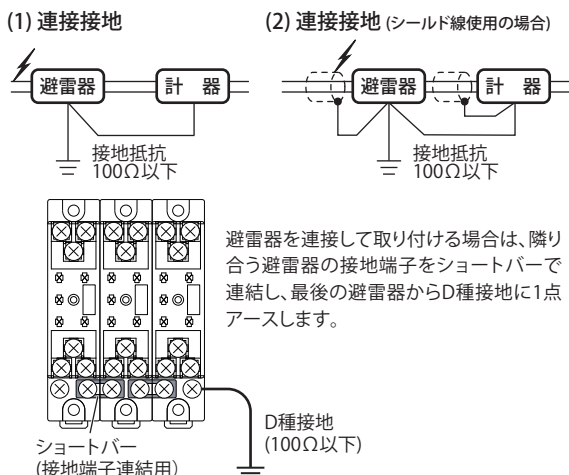 (1) 連接接地
(2) 連接接地 (シールド線使用の場合)
避雷器
計 器
接地抵抗
100Ω以下
避雷器
計 器
接地抵抗
100Ω以下
避雷器を連接して取り付ける場合は、隣り
合う避雷器の接地端子をショートバーで
連結し、最後の避雷器からD種接地に1点
アースします。
D種接地
(100Ω以下)
ショートバー
(接地端子連結用)